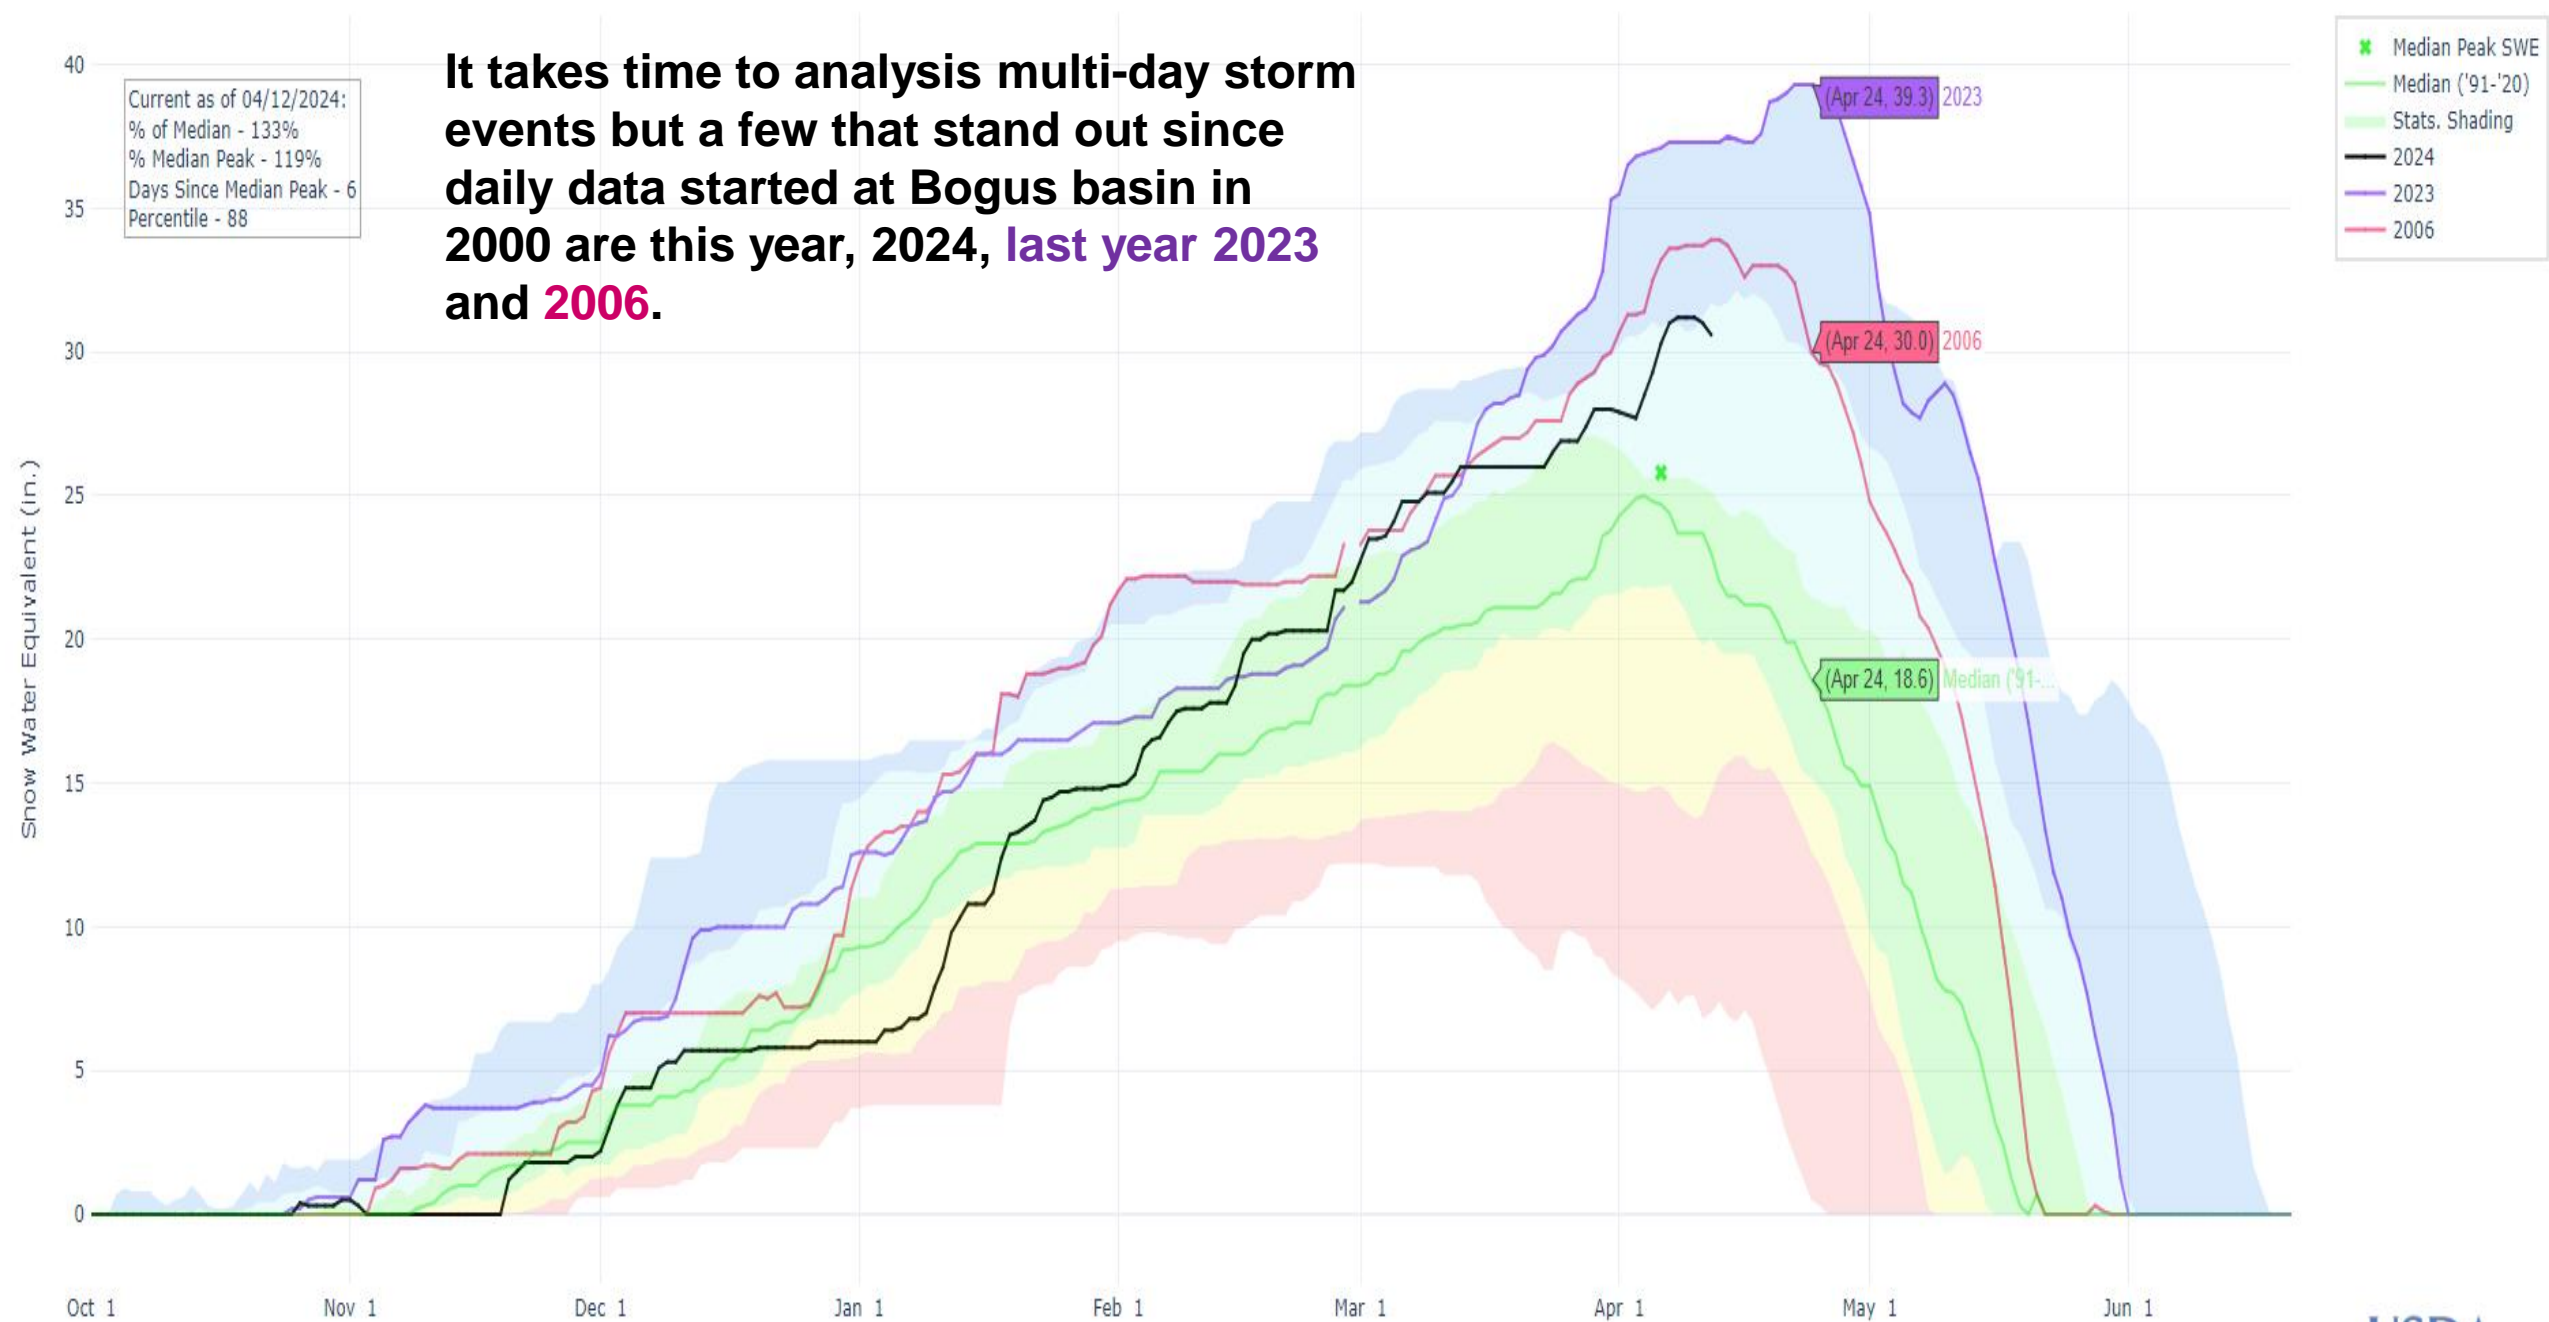 It takes time to analysis multi-day storm
events but a few that stand out since
daily data started at Bogus basin in
2000 are this year, 2024, last year 2023
and 2006.
Current as of 04/12/2024:
% of Median - 133%
% Median Peak - 119%
Days Since Median Peak - 6
Percentile - 88
Median Peak SWE
Median ('91-'20)
Stats. Shading
2024
2023
2006
(Apr 24, 39.3) 2023
(Apr 24, 30.0) 2006
(Apr 24, 18.6) Median ('91-...
Snow Water Equivalent (in.)
40
35
30
25
20
15
10
5
0
Oct 1 Nov 1 Dec 1 Jan 1 Feb 1 Mar 1 Apr 1 May 1 Jun 1